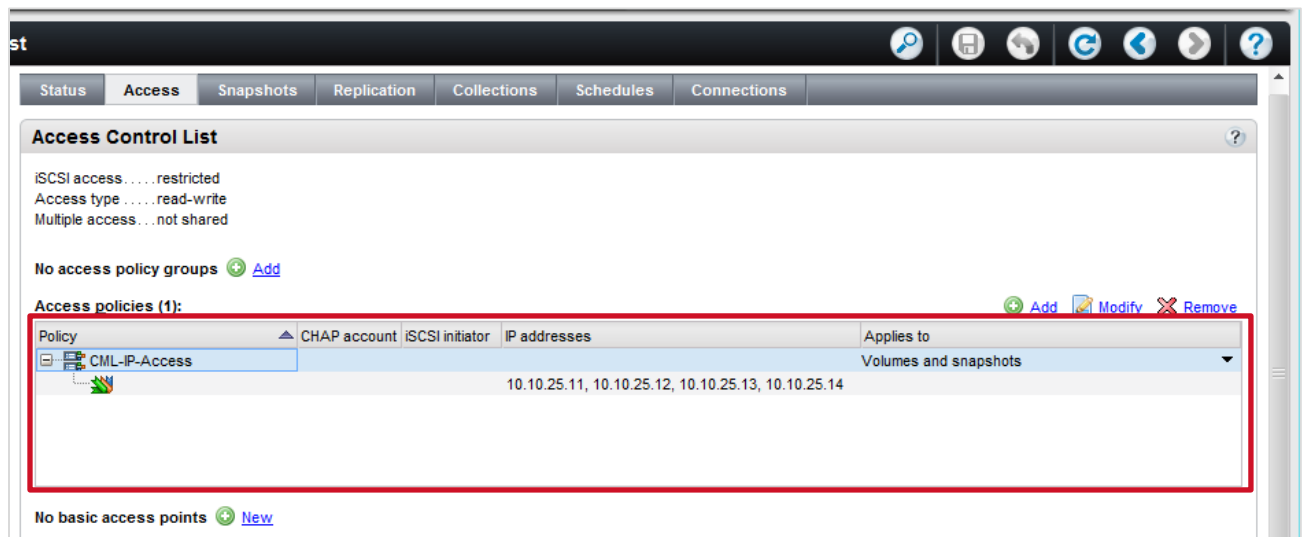 st
Status Access Snapshots Replication Collections Schedules Connections
Access Control List
iSCSI access.....restricted
Access type .....read-write
Multiple access...not shared
No access policy groups Add
Access policies (1): Add Modify Remove
Policy CHAP account iSCSI initiator IP addresses Applies to
CML-IP-Access Volumes and snapshots
10.10.25.11, 10.10.25.12, 10.10.25.13, 10.10.25.14
No basic access points New